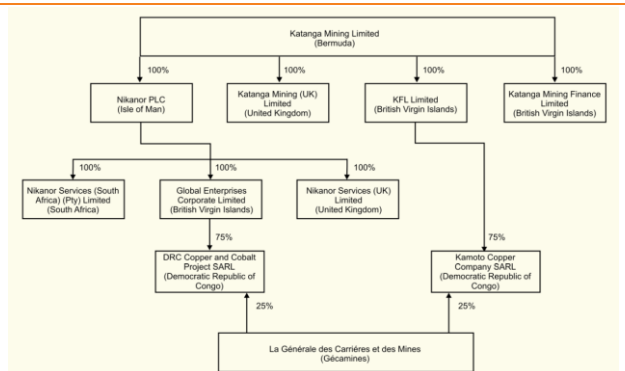 Katanga Mining Limited
(Bermuda)
100%
100%
100%
100%
Nikanor PLC
(Isle of Man)
Katanga Mining (UK)
Limited
(United Kingdom)
KFL Limited
(British Virgin Islands)
Katanga Mining Finance
Limited
(British Virgin Islands)
100%
100%
100%
Nikanor Services (South
Africa) (Pty) Limited
(South Africa)
Global Enterprises
Corporate Limited
(British Virgin Islands)
Nikanor Services (UK)
Limited
(United Kingdom)
75%
75%
DRC Copper and Cobalt
Project SARL
(Democratic Republic of
Congo)
Kamoto Copper
Company SARL
(Democratic Republic of
Congo)
25%
25%
La Générale des Carriéres et des Mines
(Gécamines)